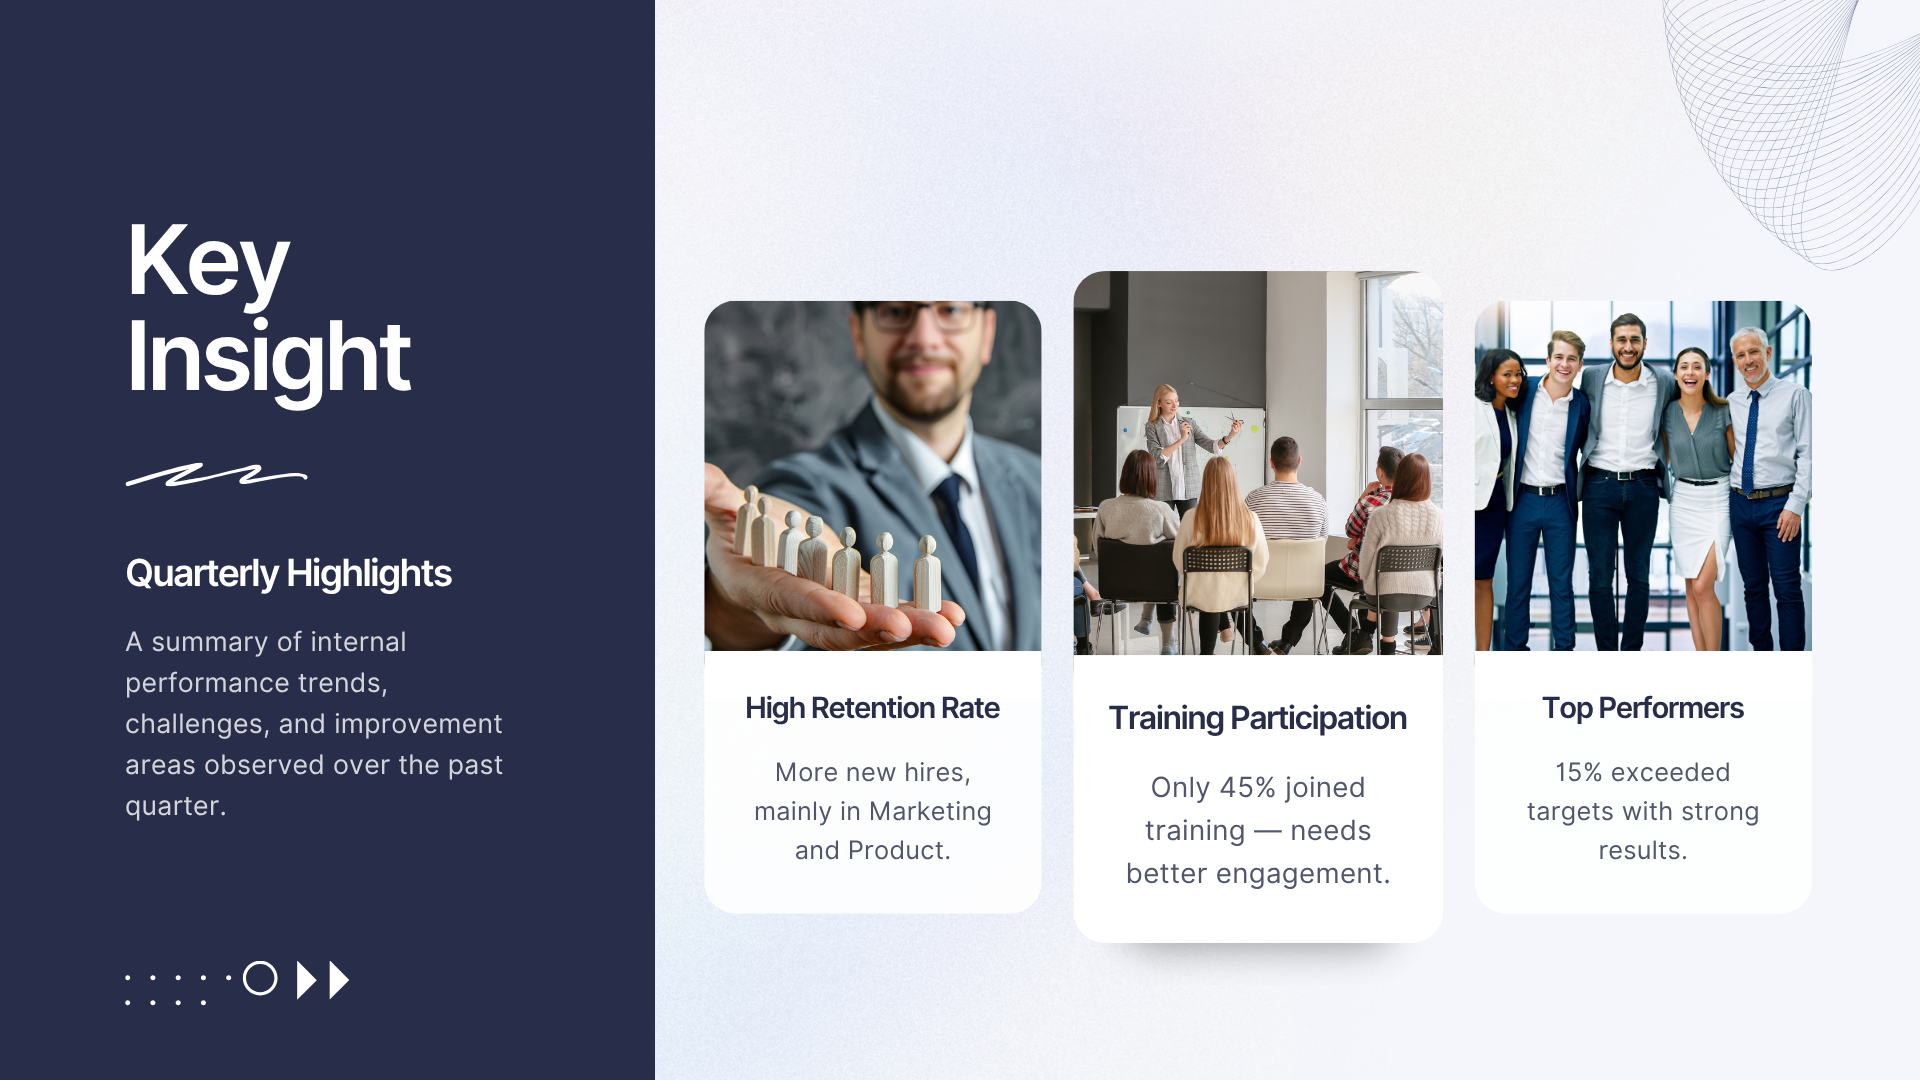 Key
Insight
Quarterly Highlights
A summary of internal
performance trends,
challenges, and improvement
areas observed over the past
quarter.
High Retention Rate
More new hires,
mainly in Marketing
and Product.
Training Participation
Only 45% joined
training — needs
better engagement.
Top Performers
15% exceeded
targets with strong
results.